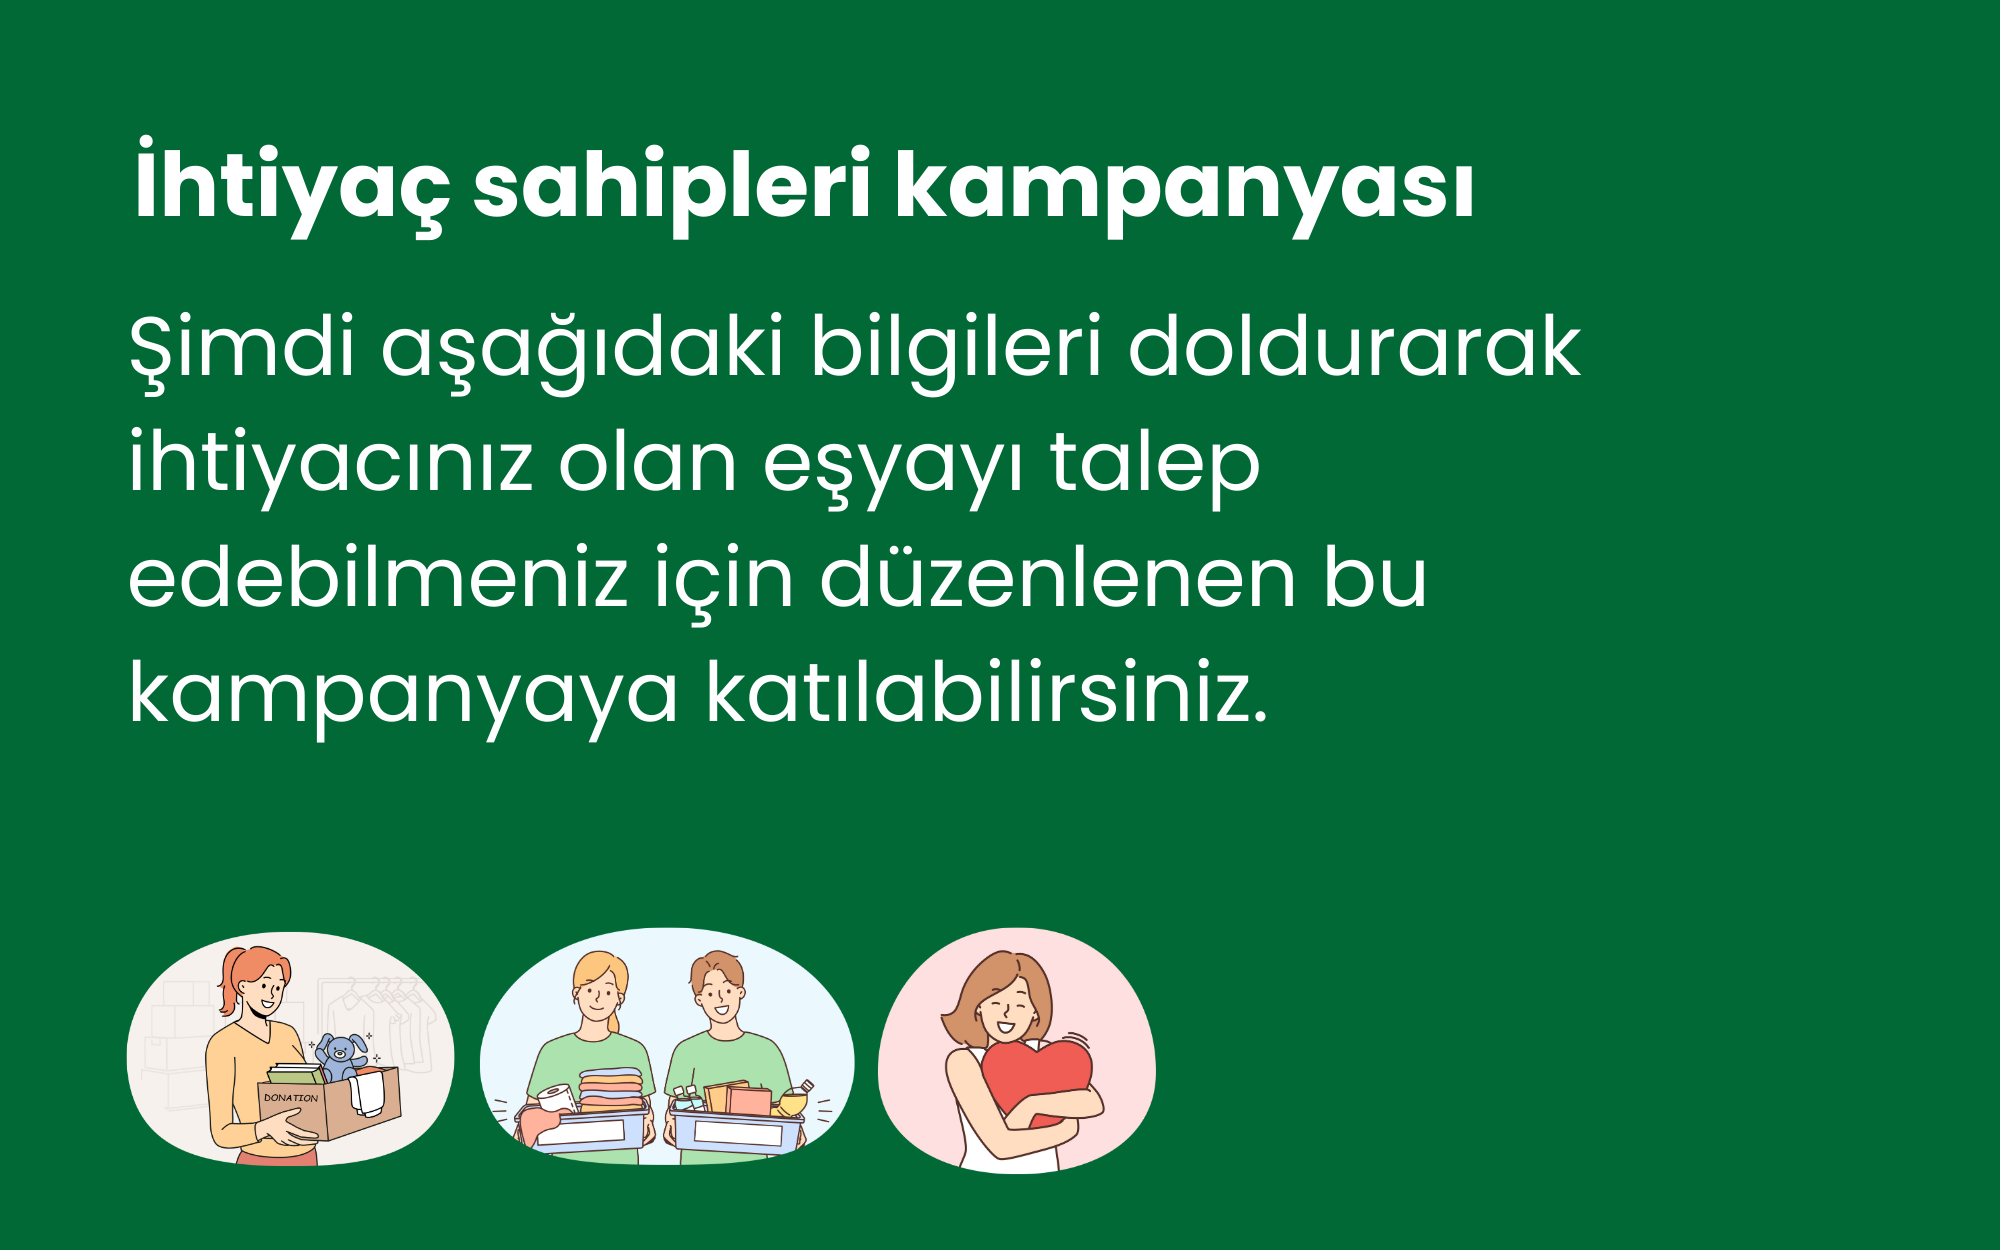 İhtiyaç sahipleri kampanyası
Şimdi aşağıdaki bilgileri doldurarak
ihtiyacınız olan eşyayı talep
edebilmeniz için düzenlenen bu
kampanyaya katılabilirsiniz.
DONATION